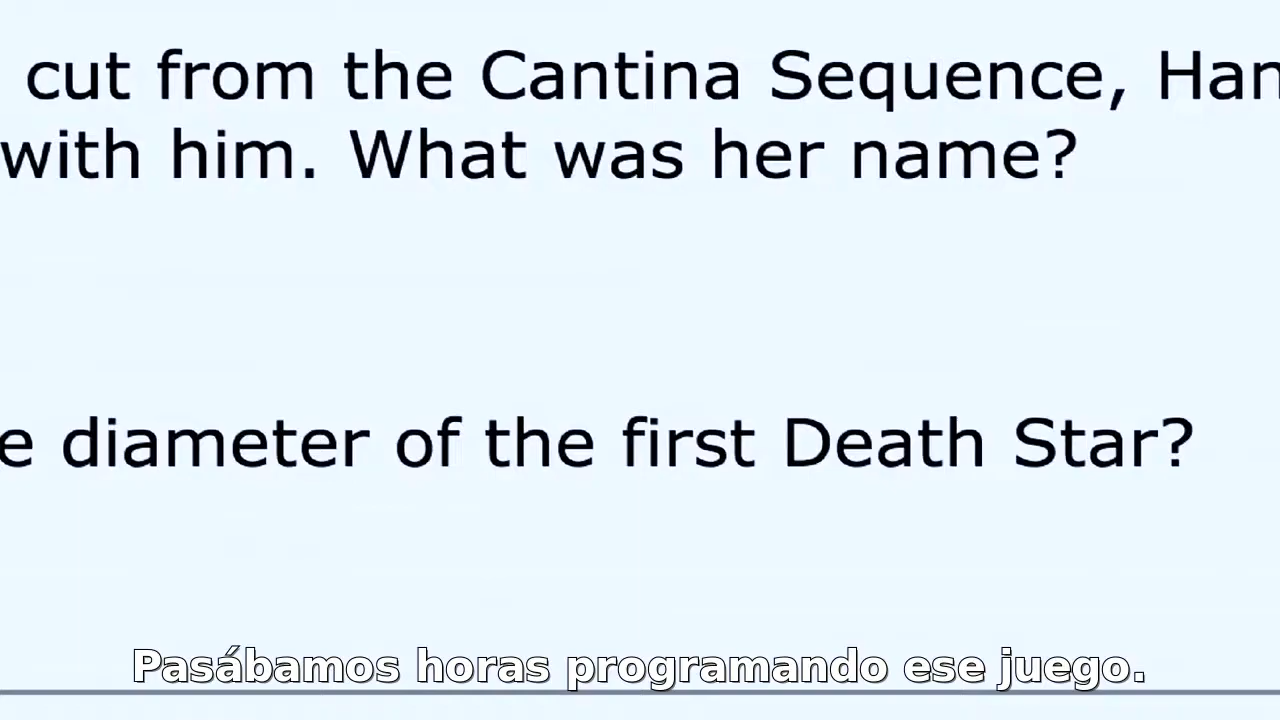 cut from the Cantina Sequence, Han
with him. What was her name?
e diameter of the first Death Star?
Pasábamos horas programando ese juego.